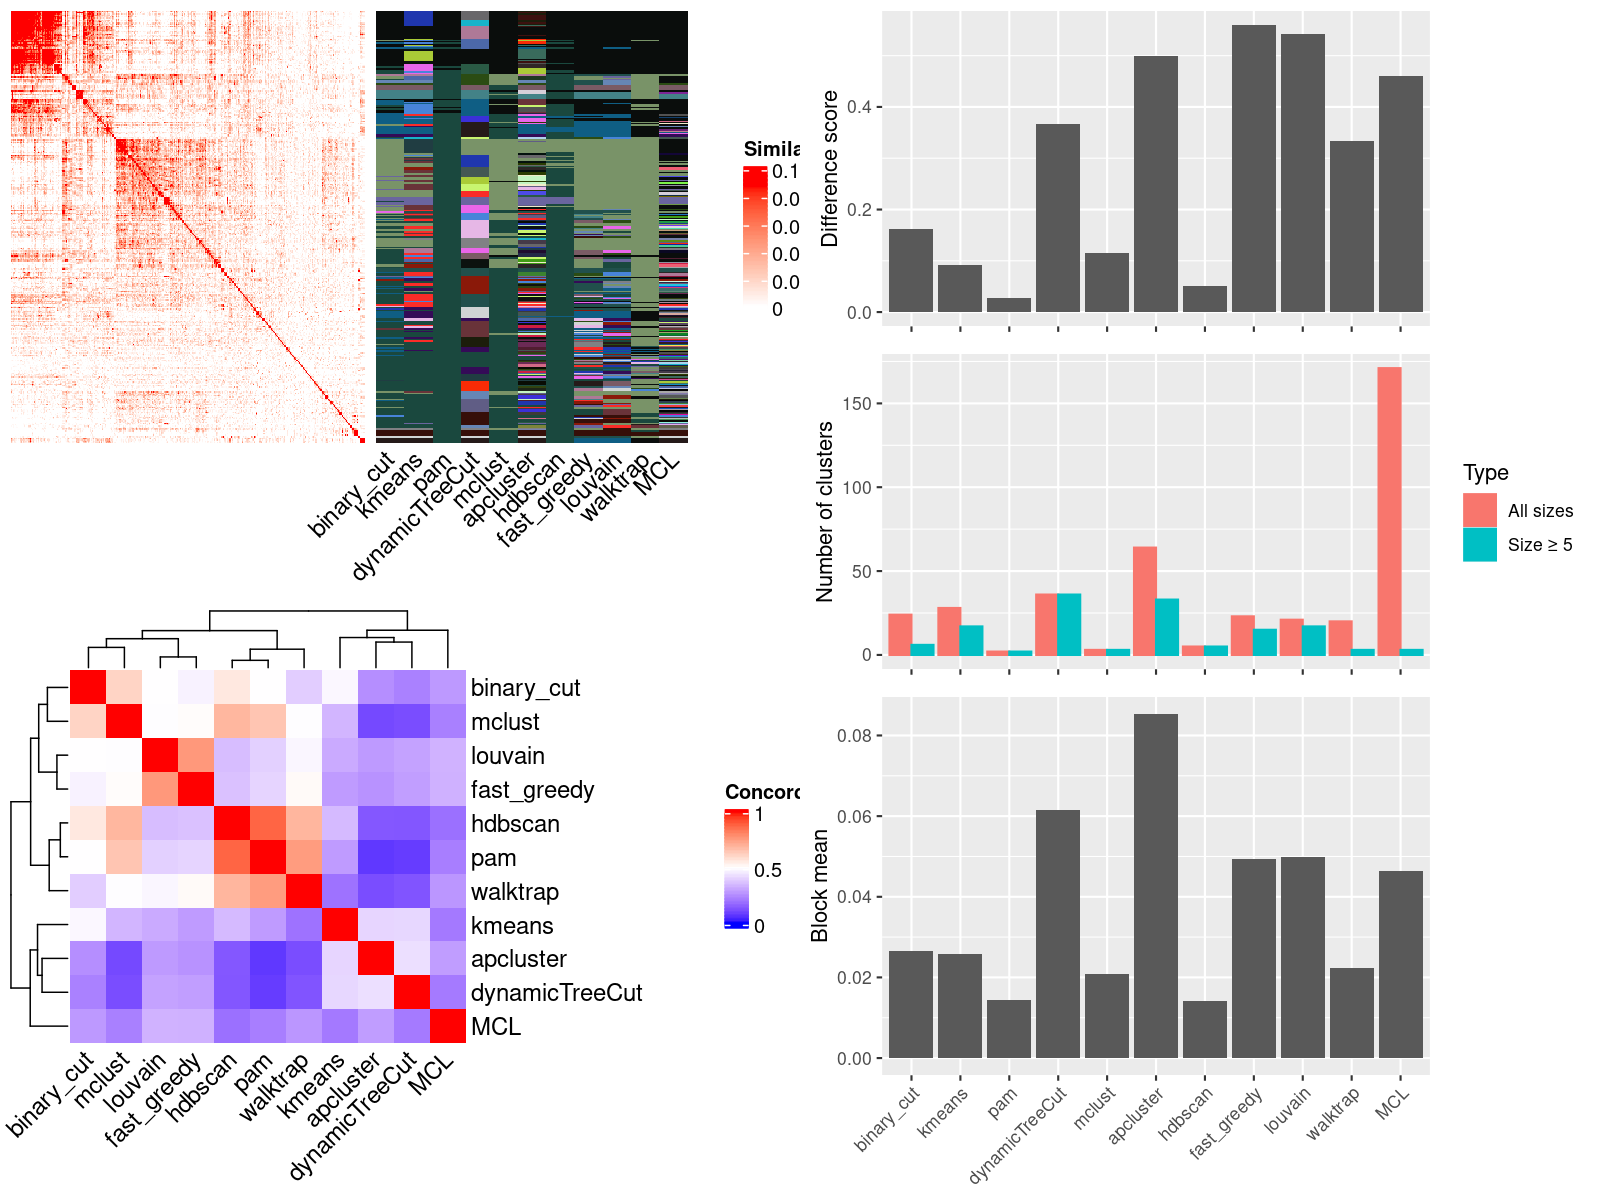 Simila
0.1
0.0
0.0
0.0
0
binary_cut
kmeans
pam
dynamicTreeCut
mclust
apcluster
hdbscan
fast_greedy
louvain
walktrap
MCL
binary_cut
mclust
louvain
fast_greedy
hdbscan
pam
walktrap
kmeans
apcluster
dynamicTreeCut
MCL
binary_cut
mclust
louvain
fast_greedy
hdbscan
pam
walktrap
kmeans
apcluster
dynamicTreeCut
MCL
Concord
1
0.5
0
Difference score
0.4
0.2
0.0
Number of clusters
150
100
50
0
Type
All sizes
Size ≥ 5
Block mean
0.08
0.06
0.04
0.02
0.00
binary_cut
kmeans
pam
dynamicTreeCut
mclust
apcluster
hdbscan
fast_greedy
louvain
walktrap
MCL